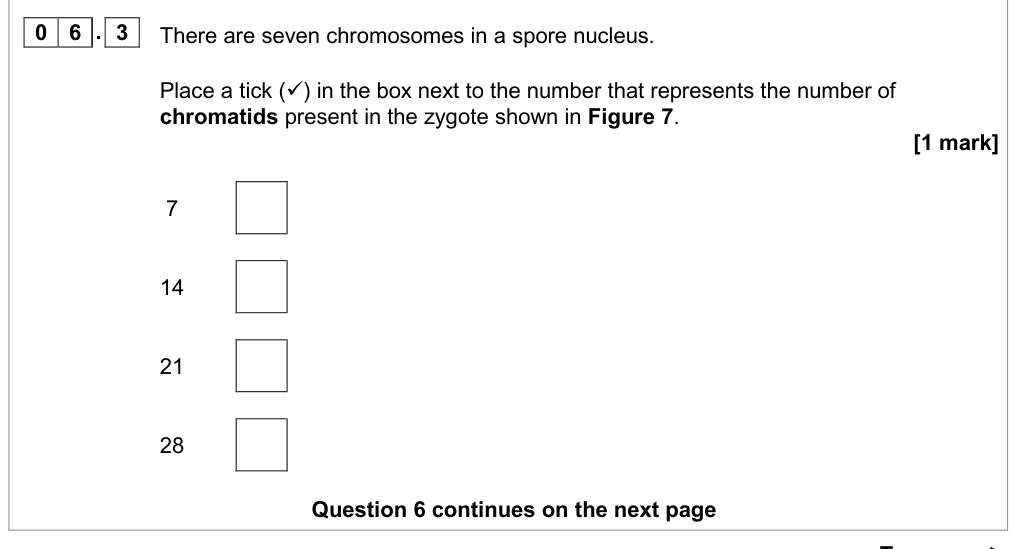 0 6 . 3 There are seven chromosomes in a spore nucleus.
Place a tick (✓) in the box next to the number that represents the number of
chromatids present in the zygote shown in Figure 7.
[1 mark]
7
14
21
28
Question 6 continues on the next page